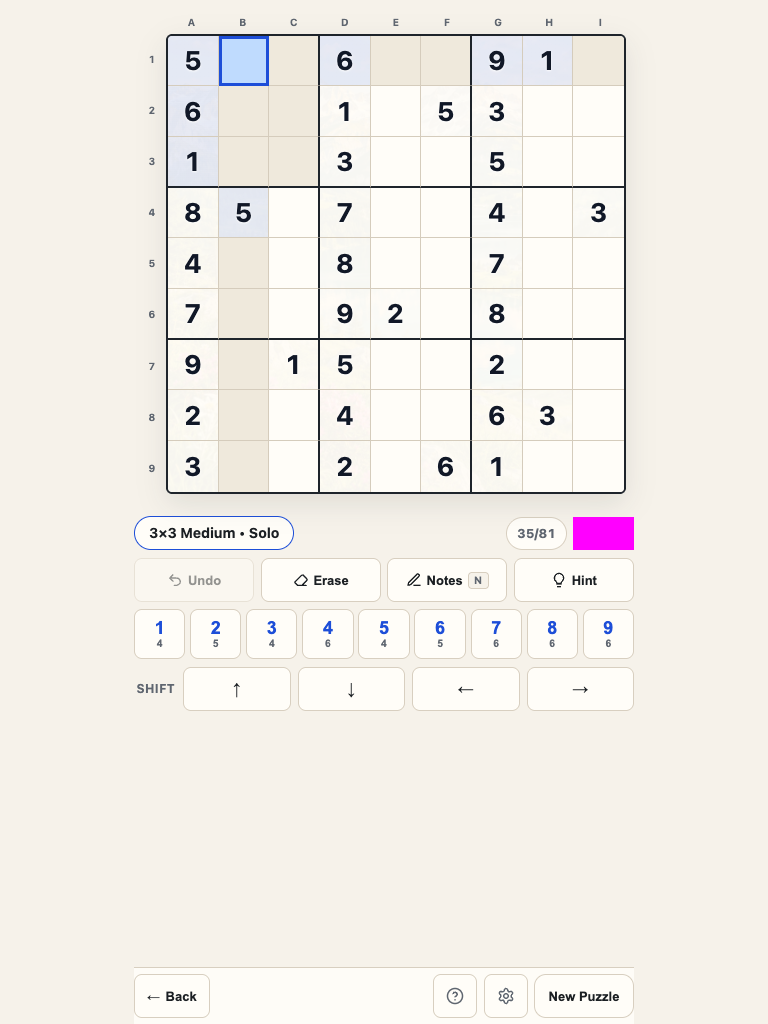 A B C D E F G H I
1 5 6 9 1
2 6 1 5 3
3 1 3 5
4 8 5 7 4 3
5 4 8 7
6 7 9 2 8
7 9 1 5 2
8 2 4 6 3
9 3 2 6 1
3×3 Medium • Solo 35/81
Undo Erase Notes N Hint
1 2 3 4 5 6 7 8 9
4 5 4 6 4 5 6 6 6
SHIFT ↑ ↓ ← →
← Back ? New Puzzle